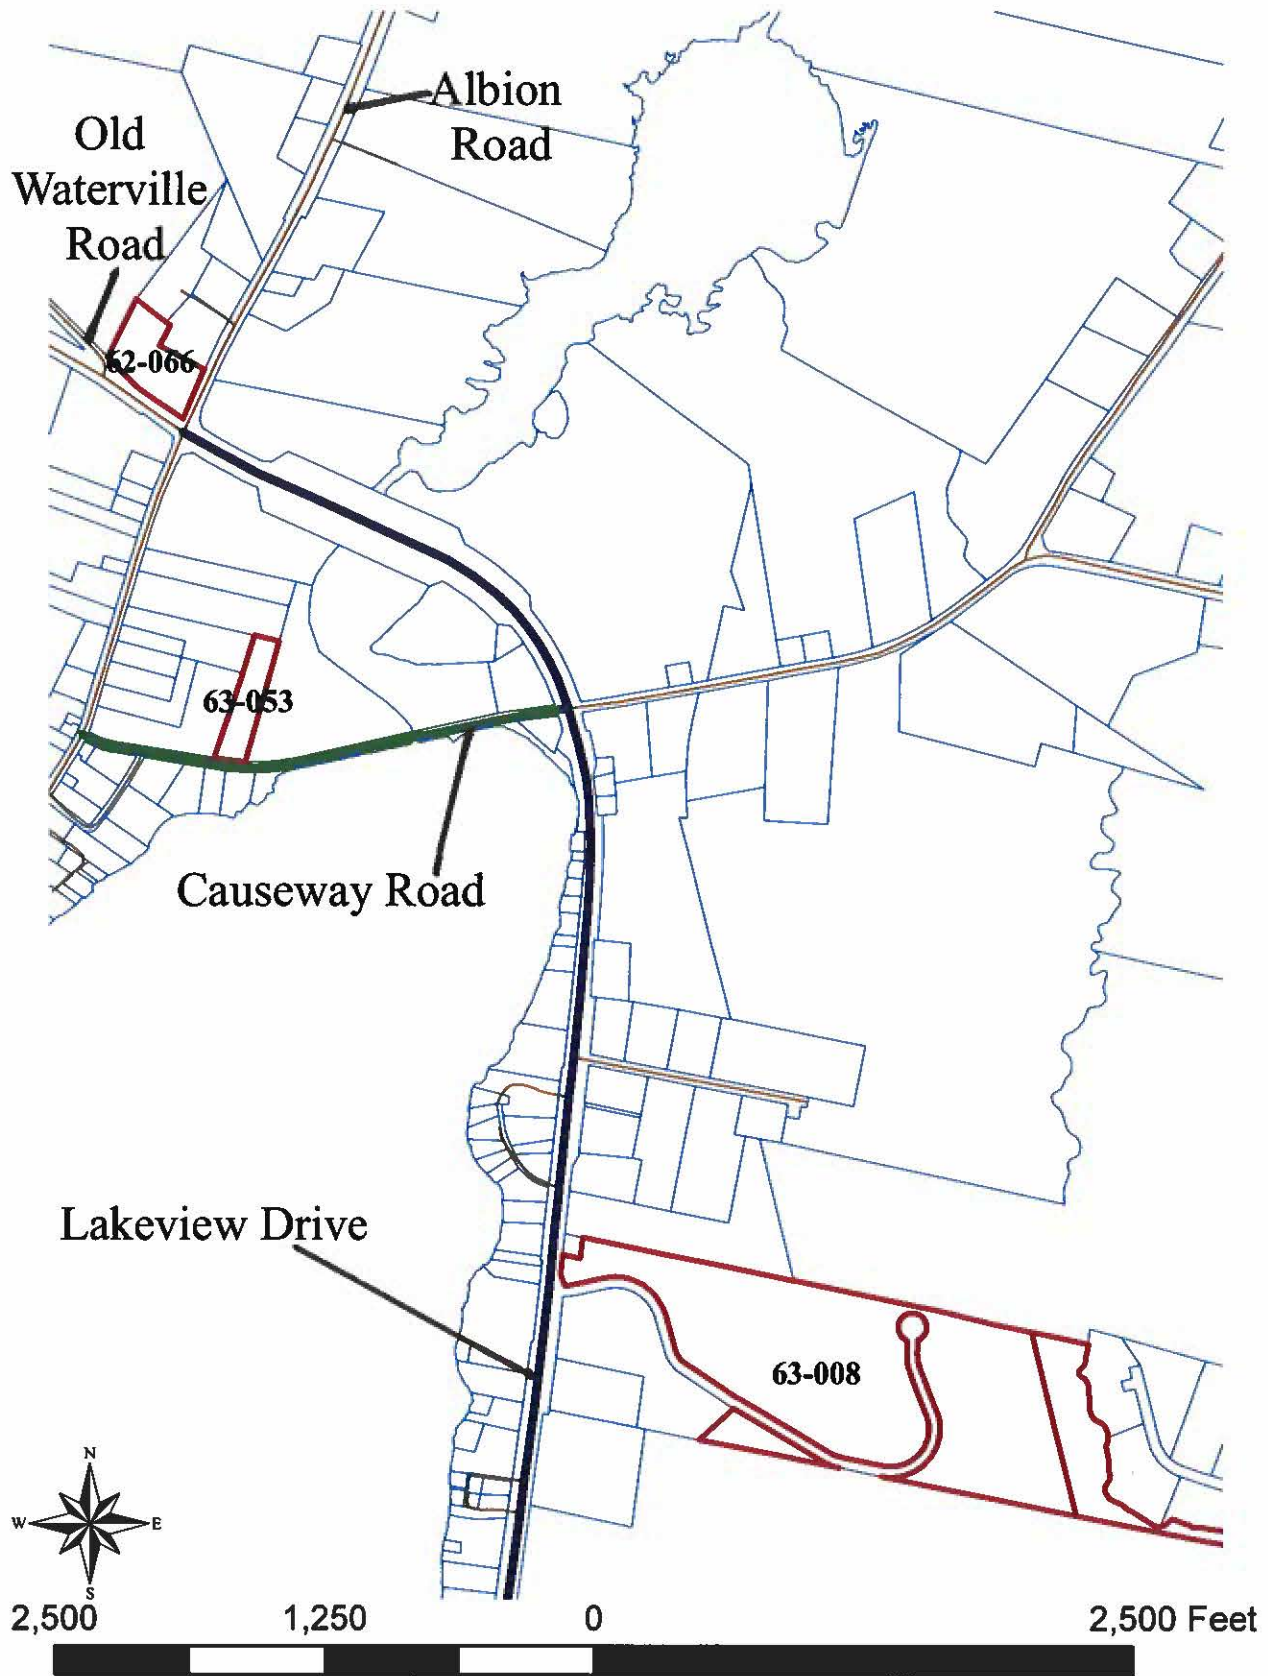 Albion
Road
Old
Waterville
Road
62-066
63-053
Causeway Road
Lakeview Drive
63-008
N
W
E
S
2,500
1,250
0
2,500 Feet